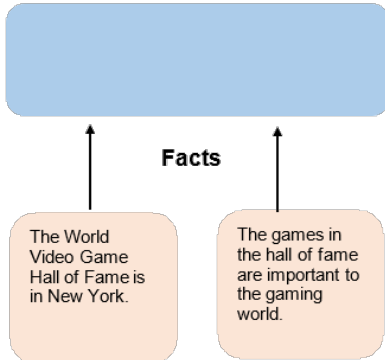 Facts
The World
Video Game
Hall of Fame is
in New York.
The games in
the hall of fame
are important to
the gaming
world.